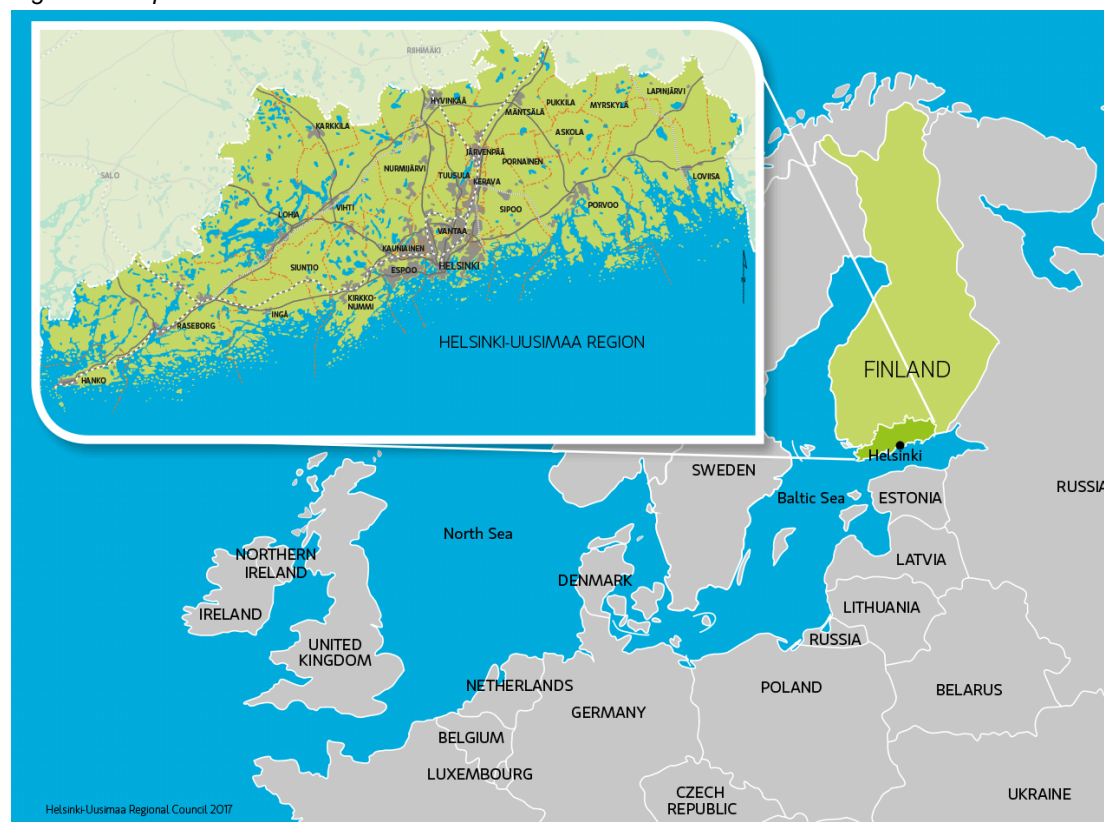 RIIHIMÄKI
HYVINKÄÄ
MÄNTSÄLÄ
PUKKILA
MYRSKYLÄ
LAPINJÄRVI
KARKKILA
ASKOLA
JÄRVENPÄÄ
PORNAINEN
NURMIJÄRVI
TUUSULA
KERAVA
LOVIISA
SALO
LOHJA
VIHTI
SIPOO
PORVOO
VANTAA
KAUNIAINEN
SIUNTIO
ESPOO
HELSINKI
KIRKKO-
NUMMI
INGÅ
RASEBORG
HANKO
HELSINKI-UUSIMAA REGION
FINLAND
Helsinki
SWEDEN
Baltic Sea
ESTONIA
RUSSIA
North Sea
LATVIA
NORTHERN
IRELAND
DENMARK
IRELAND
LITHUANIA
RUSSIA
UNITED
KINGDOM
NETHERLANDS
POLAND
BELARUS
GERMANY
BELGIUM
LUXEMBOURG
CZECH
REPUBLIC
UKRAINE
Helsinki-Uusimaa Regional Council 2017